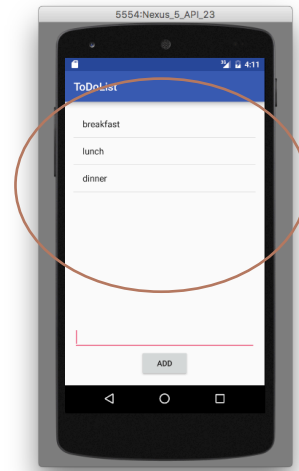 5554:Nexus_5_API_23
4:11
ToDoList
breakfast
lunch
dinner
ADD